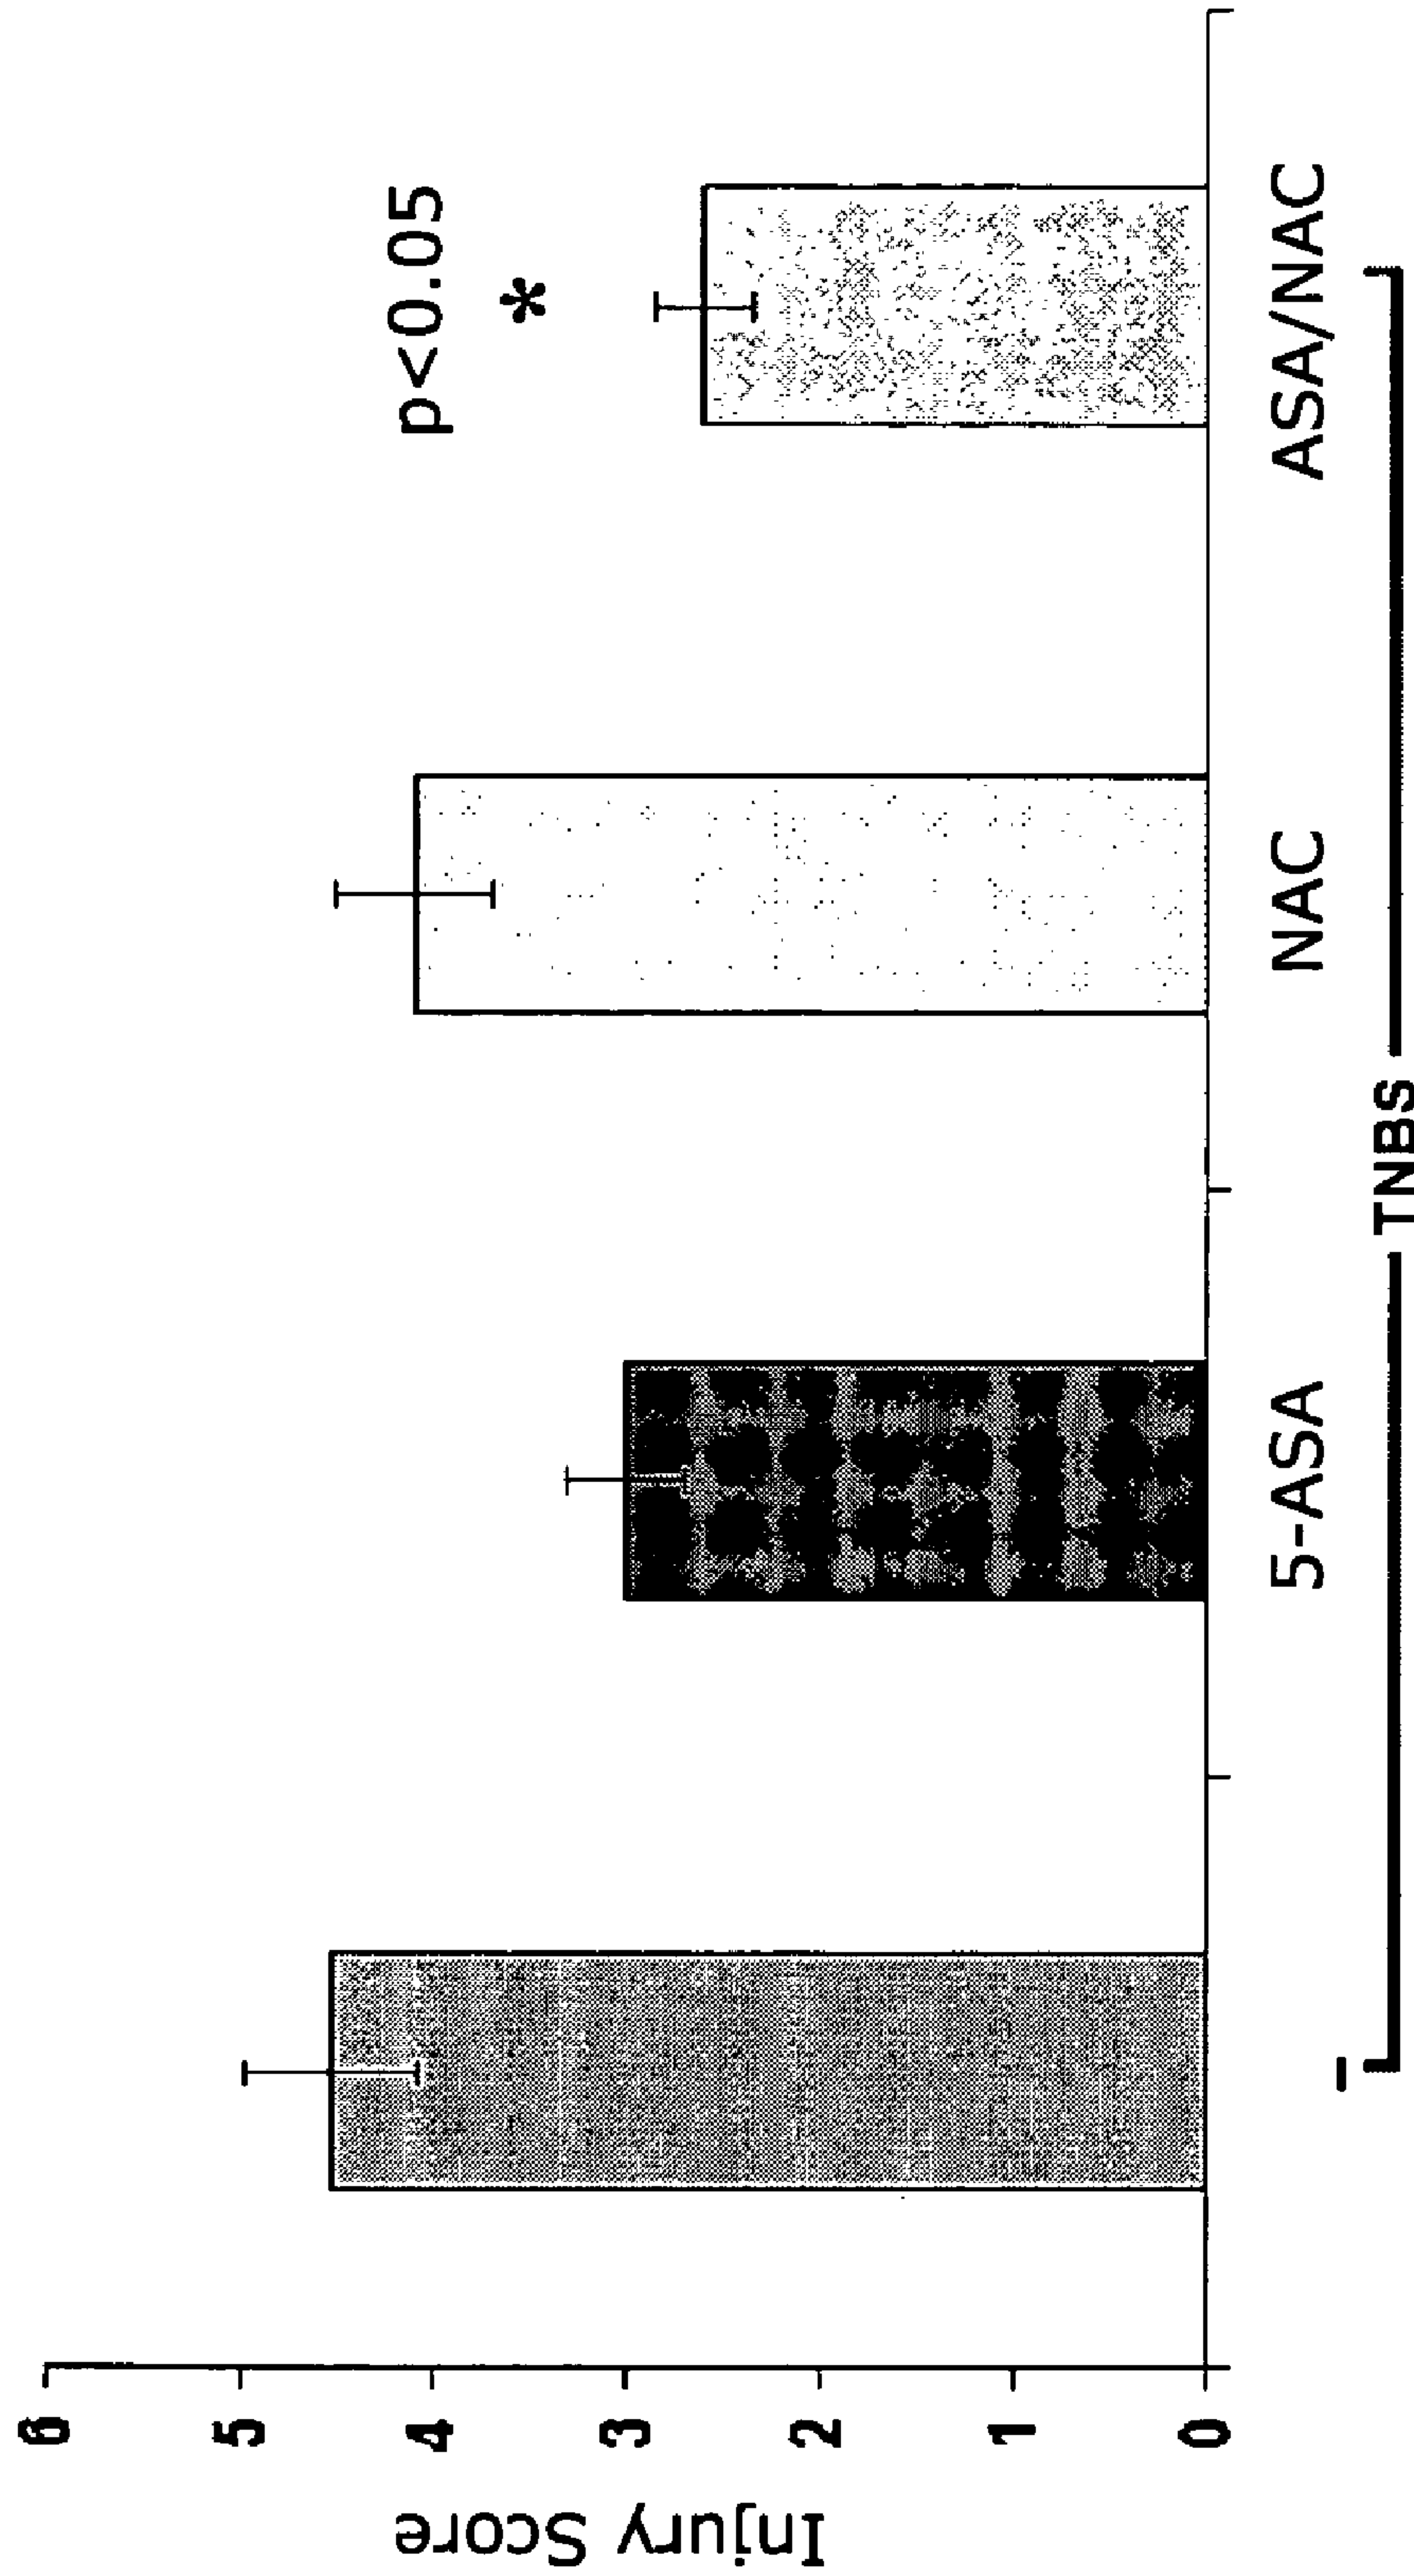 Injury Score
6
5
4
3
2
1
0
p<0.05
*
-
5-ASA
NAC
ASA/NAC
TNBS